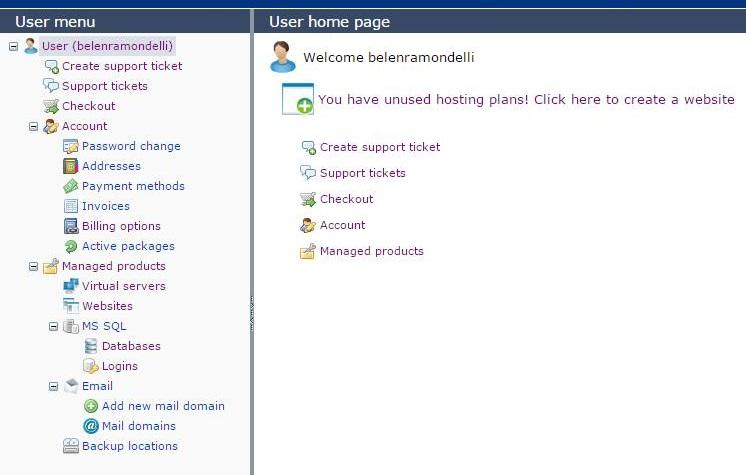 User menu
User (belenramondelli)
Create support ticket
Support tickets
Checkout
Account
Password change
Addresses
Payment methods
Invoices
Billing options
Active packages
Managed products
Virtual servers
Websites
MS SQL
Databases
Logins
Email
Add new mail domain
Mail domains
Backup locations
User home page
Welcome belenramondelli
You have unused hosting plans! Click here to create a website
Create support ticket
Support tickets
Checkout
Account
Managed products